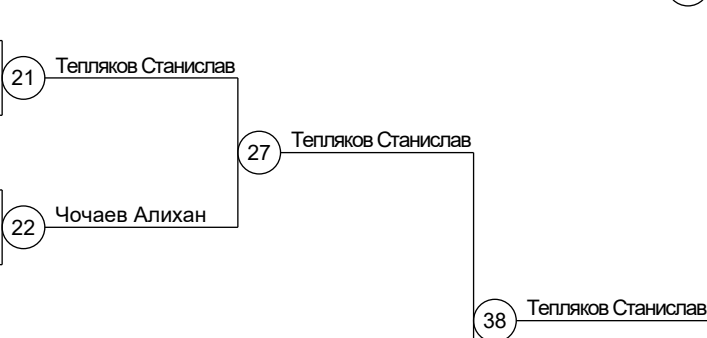 21 Тепляков Станислав
27 Тепляков Станислав
22 Чочаев Алихан
38 Тепляков Станислав